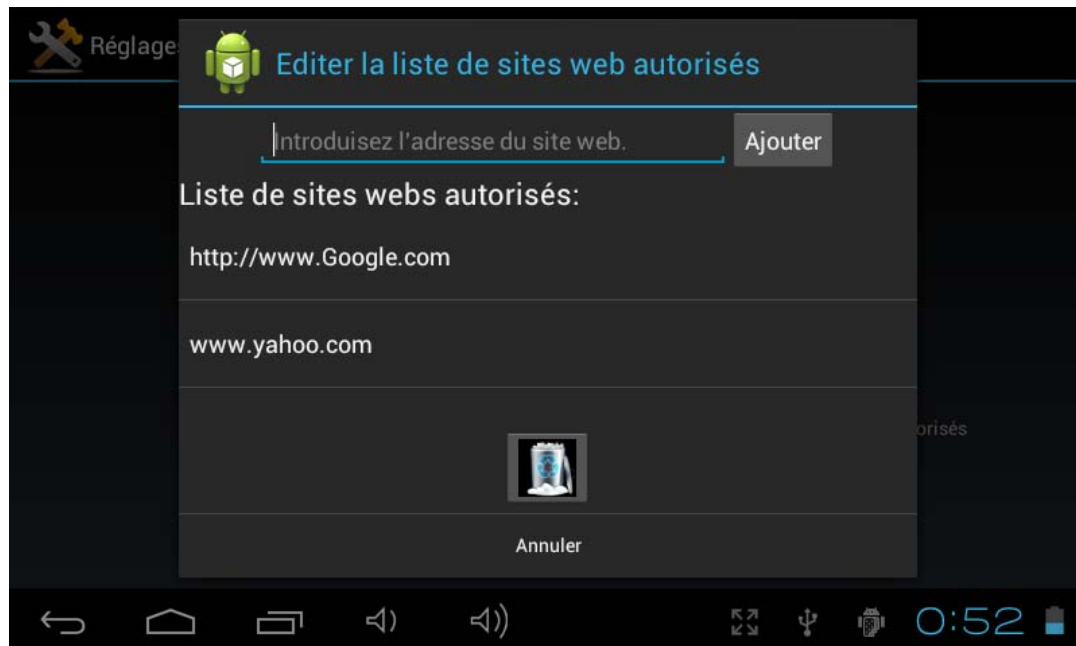 Réglage
Editer la liste de sites web autorisés
Introduisez l'adresse du site web.
Ajouter
Liste de sites webs autorisés:
http://www.Google.com
www.yahoo.com
orisés
Annuler
0:52